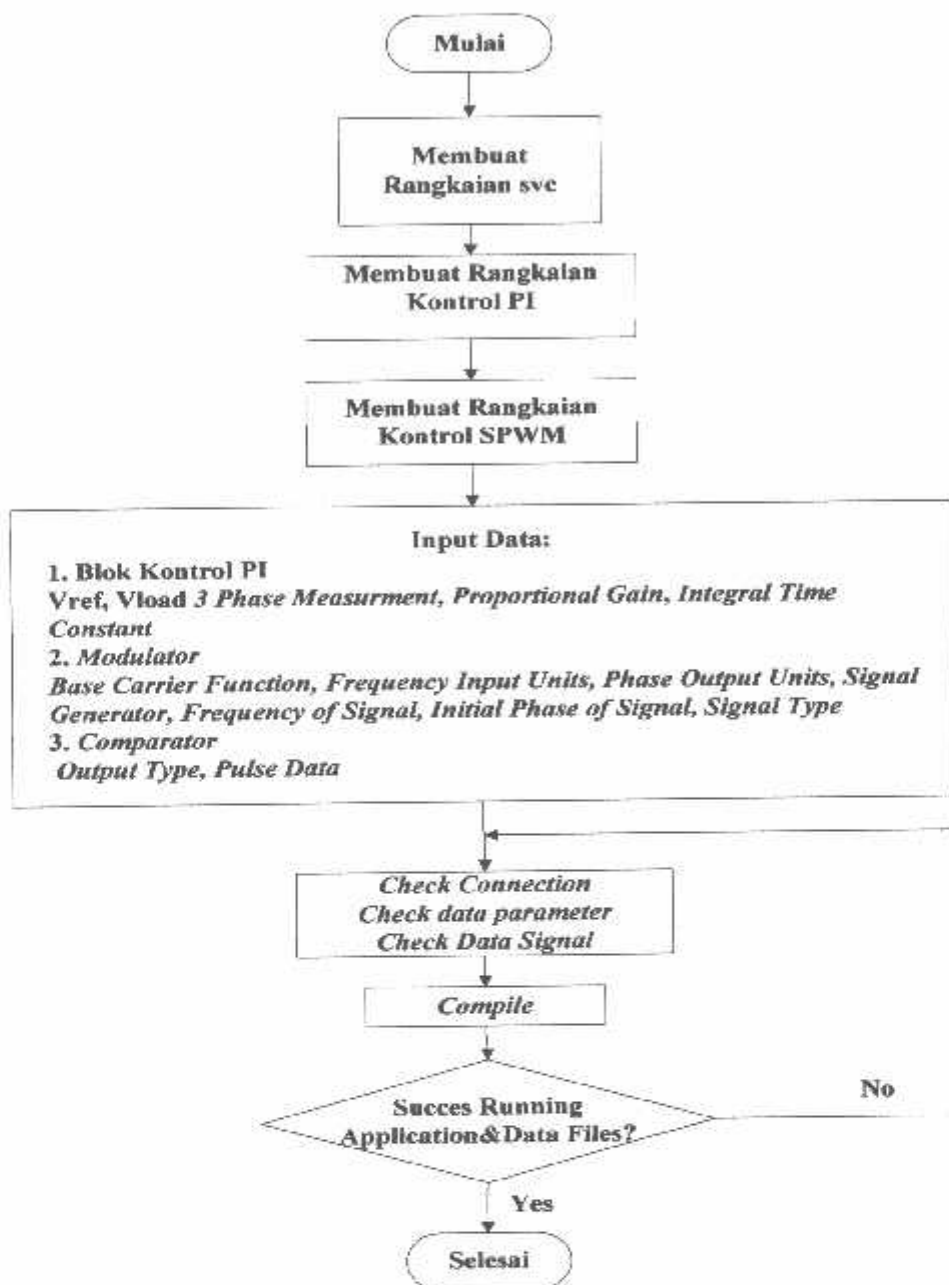 Mulai
Membuat
Rangkaian svc
Membuat Rangkaian
Kontrol PI
Membuat Rangkaian
Kontrol SPWM
Input Data:
1. Blok Kontrol PI
Vref, Vload 3 Phase Measurment, Proportional Gain, Integral Time
Constant
2. Modulator
Base Carrier Function, Frequency Input Units, Phase Output Units, Signal
Generator, Frequency of Signal, Initial Phase of Signal, Signal Type
3. Comparator
Output Type, Pulse Data
Check Connection
Check data parameter
Check Data Signal
Compile
No
Succes Running
Application&Data Files?
Yes
Selesai